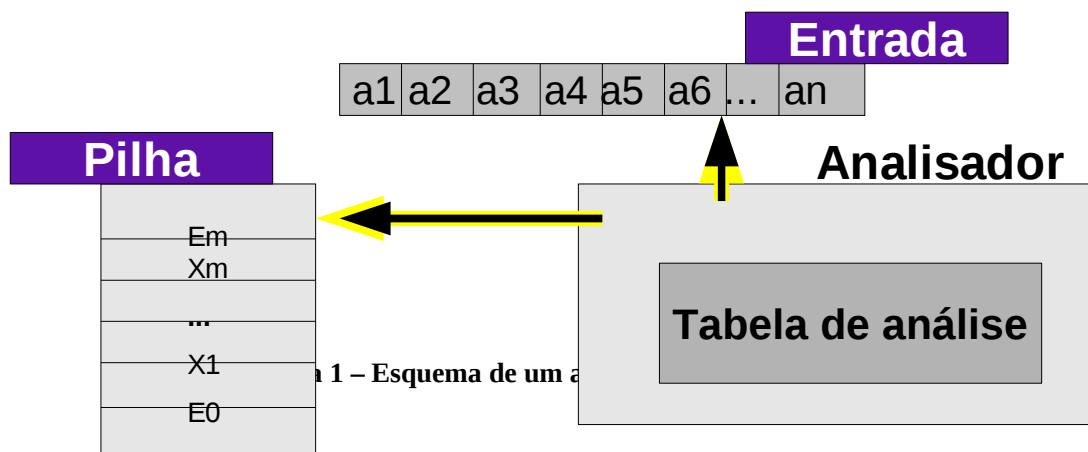 Entrada
a1 a2 a3 a4 a5 a6 ... an
Pilha
Analisador
Em
Xm
...
Tabela de análise
X1
1 – Esquema de um
E0